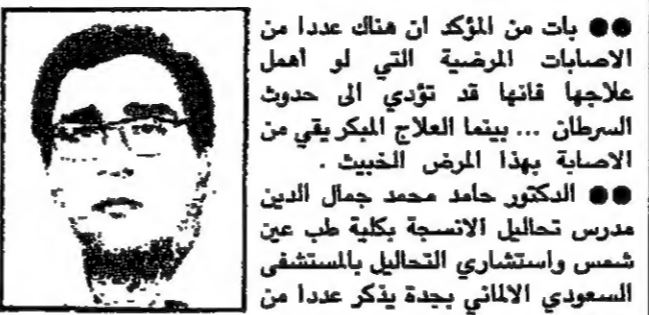 ●● بات من المؤكد ان هناك عددا من
الاصابات المرضية التي لو أهمل
علاجها فانها قد تؤدي الى حدوث
السرطان ... بينما العلاج المبكر يقي من
الاصابة بهذا المرض الخبيث .
●● الدكتور حامد محمد جمال الدين
مدرس تحاليل الانسجة بكلية طب عين
شمس واستشاري التحاليل بالمستشفى
السعودي الالماني بجدة يذكر عددا من